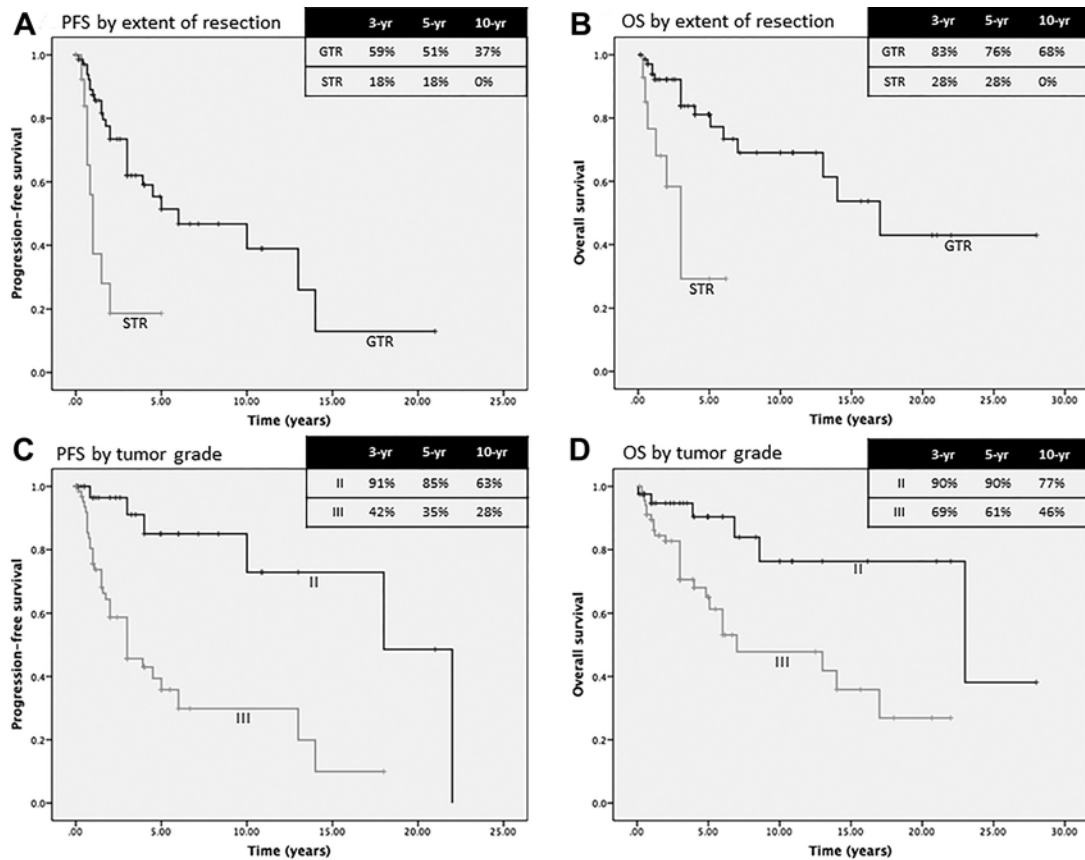 A PFS by extent of resection
3-yr 5-yr 10-yr
GTR 59% 51% 37%
STR 18% 18% 0%
1.0
0.8
0.6
0.4
0.2
0.0
Progression-free survival
STR
GTR
.00 5.00 10.00 15.00 20.00 25.00
Time (years)
B OS by extent of resection
3-yr 5-yr 10-yr
GTR 83% 76% 68%
STR 28% 28% 0%
1.0
0.8
0.6
0.4
0.2
0.0
Overall survival
GTR
STR
.00 5.00 10.00 15.00 20.00 25.00 30.00
Time (years)
C PFS by tumor grade
3-yr 5-yr 10-yr
II 91% 85% 63%
III 42% 35% 28%
1.0
0.8
0.6
0.4
0.2
0.0
Progression-free survival
II
III
.00 5.00 10.00 15.00 20.00 25.00
Time (years)
D OS by tumor grade
3-yr 5-yr 10-yr
II 90% 90% 77%
III 69% 61% 46%
1.0
0.8
0.6
0.4
0.2
0.0
Overall survival
II
III
.00 5.00 10.00 15.00 20.00 25.00 30.00
Time (years)